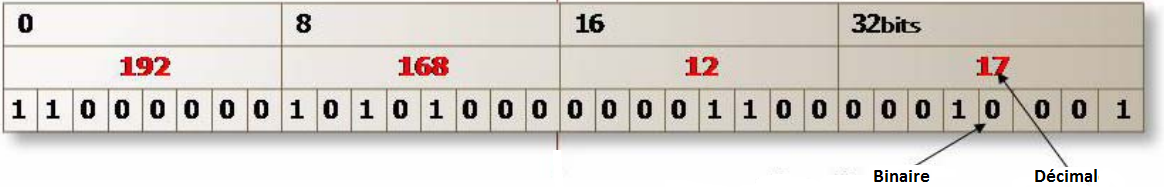 0 8 16 32bits
192 168 12 17
1 1 0 0 0 0 0 0 1 0 1 0 1 0 0 0 0 0 0 0 1 1 0 0 0 0 0 1 0 0 0 1
Binaire Décimal